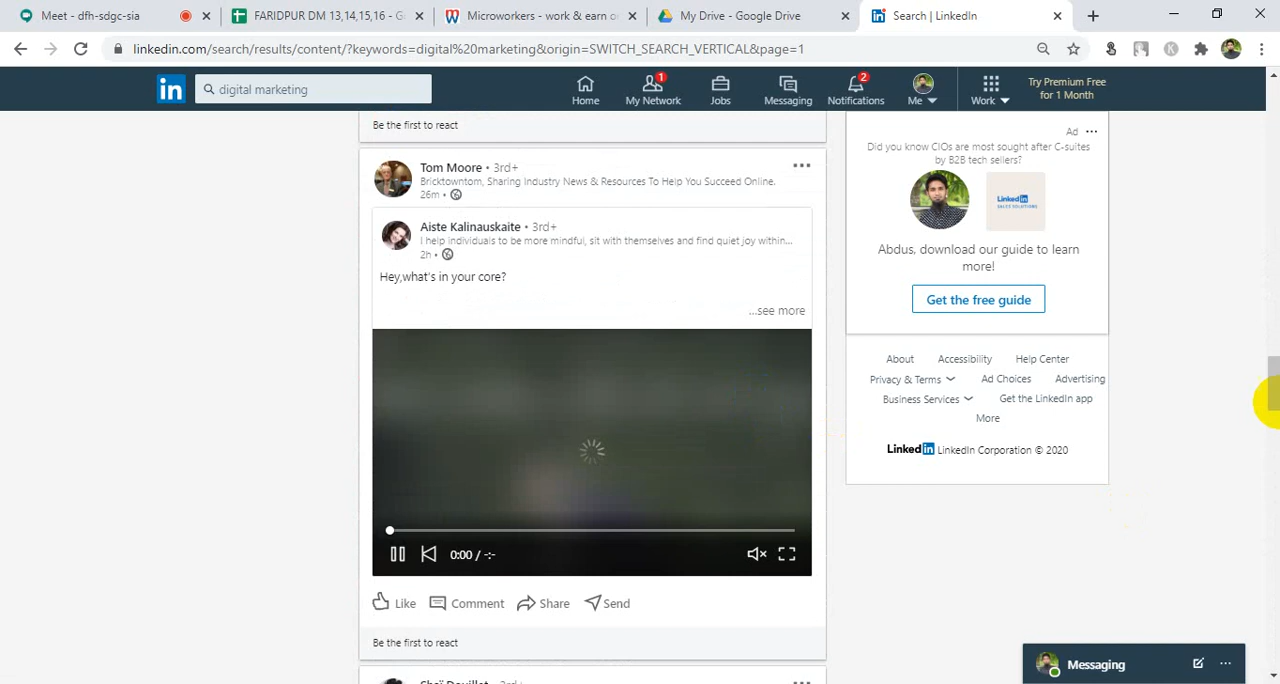 Meet - dfh-sdgc-sia
FARIDPUR DM 13,14,15,16 - G
Microworkers - work & earn o
My Drive - Google Drive
Search | LinkedIn
linkedin.com/search/results/content/?keywords=digital%20marketing&origin=SWITCH_SEARCH_VERTICAL&page=1
in
digital marketing
Home
1
My Network
Jobs
Messaging
2
Notifications
Me
Work
Try Premium Free
for 1 Month
Be the first to react
Tom Moore • 3rd+
Bricktowntom, Sharing Industry News & Resources To Help You Succeed Online.
26m •
Aiste Kalinauskaite • 3rd+
I help individuals to be more mindful, sit with themselves and find quiet joy within...
2h •
Hey,what's in your core?
...see more
0:00 / -:-
Like
Comment
Share
Send
Be the first to react
Ad
Did you know CIOs are most sought after C-suites
by B2B tech sellers?
Linkedin
SALES SOLUTIONS
Abdus, download our guide to learn
more!
Get the free guide
About
Accessibility
Help Center
Privacy & Terms
Ad Choices
Advertising
Business Services
Get the LinkedIn app
More
Linkedin LinkedIn Corporation © 2020
Messaging